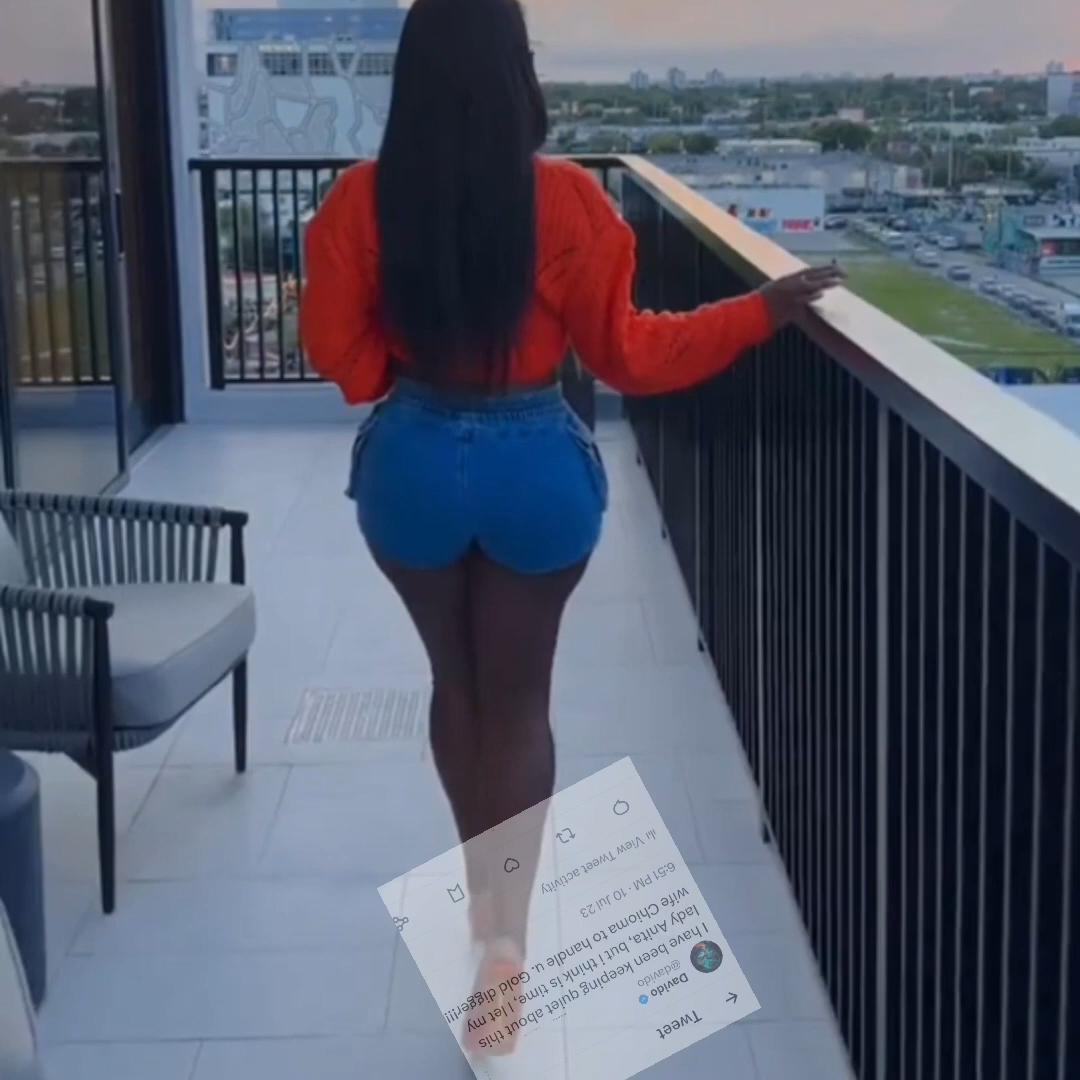 Tweet
Davido
@davido
I have been keeping quiet about this
lady Anita, but i think is time, I let my
wife Chioma to handle u. Gold digger!!!
6:51 PM · 10 Jul 23
View Tweet activity